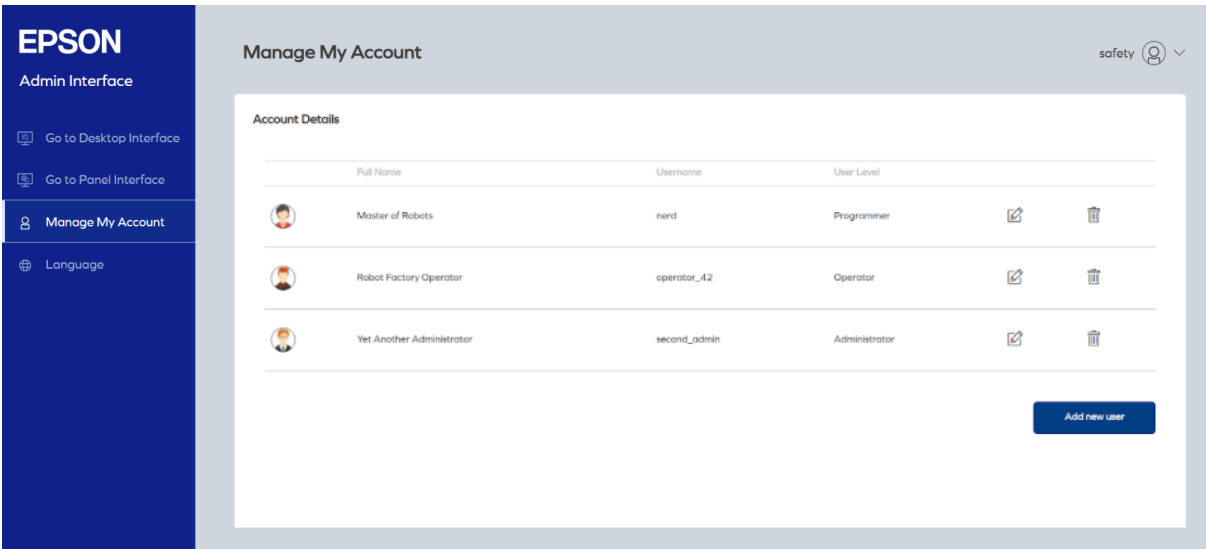 EPSON
Admin Interface
Go to Desktop Interface
Go to Panel Interface
Manage My Account
Language
Manage My Account
safety
Account Details
Full Name Username User Level
Master of Robots nerd Programmer
Robot Factory Operator operator_42 Operator
Yet Another Administrator second_admin Administrator
Add new user